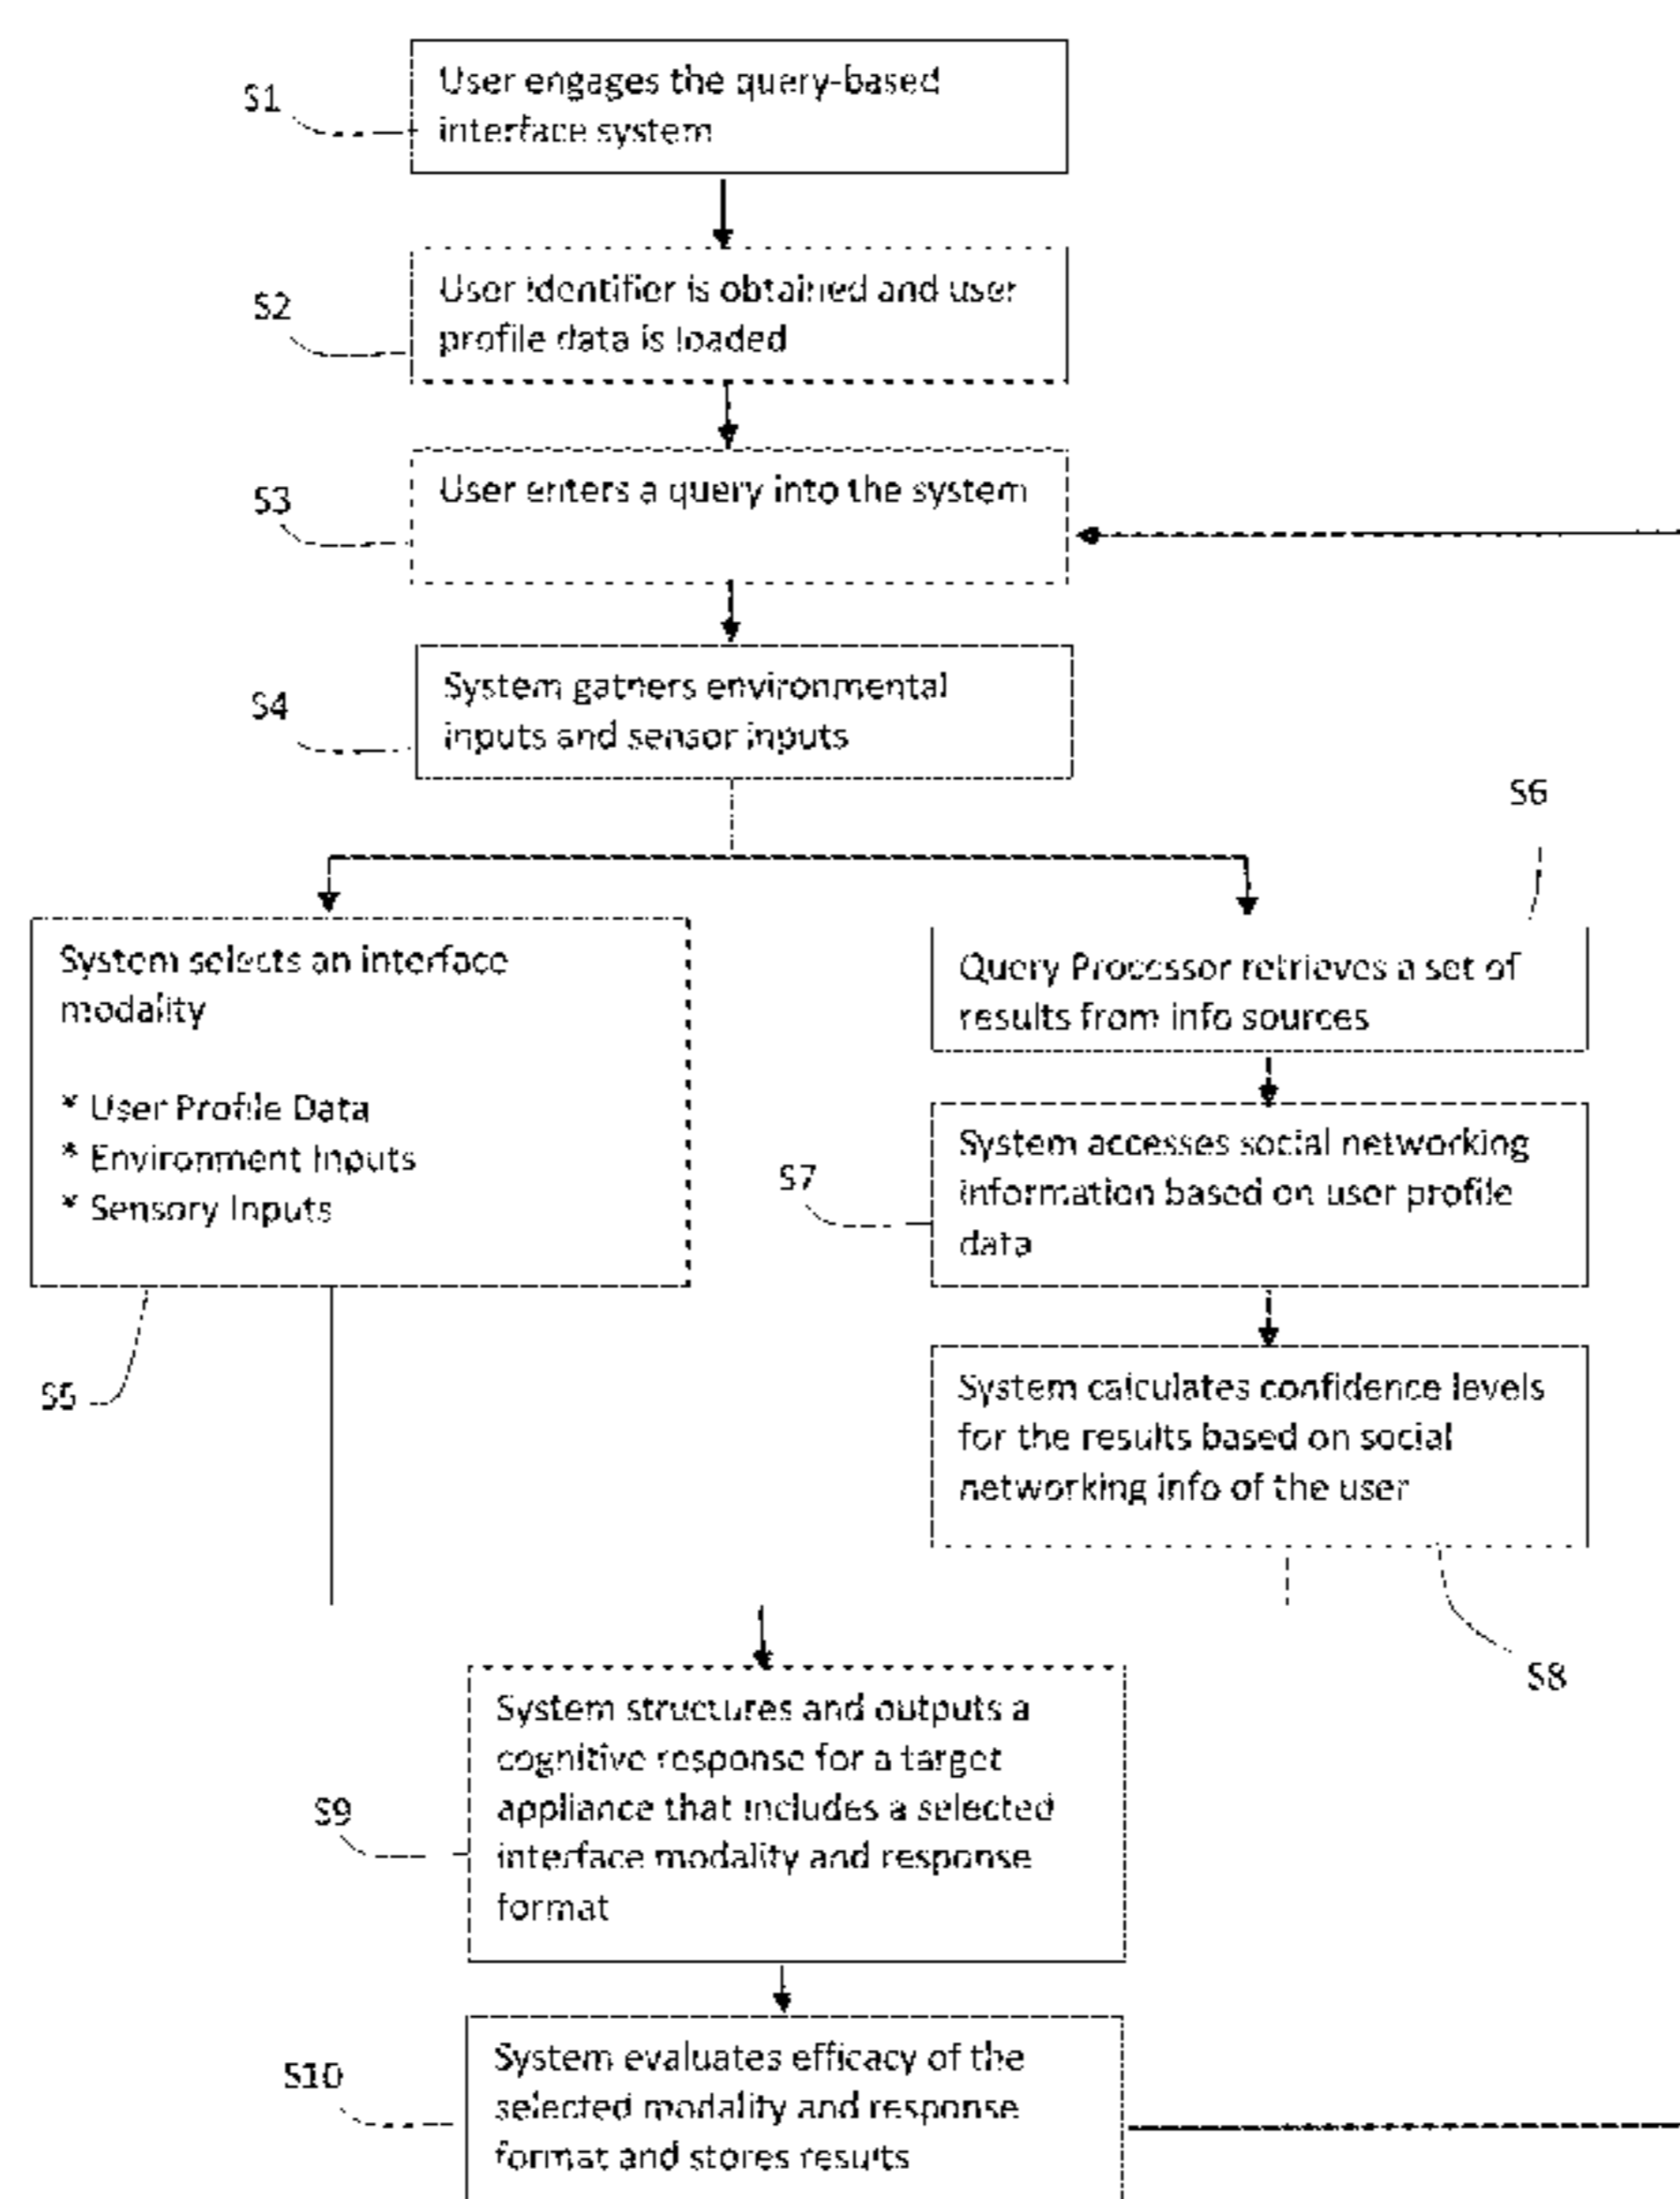 S1
User engages the query-based
interface system
S2
User identifier is obtained and user
profile data is loaded
S3
User enters a query into the system
S4
System gathers environmental
inputs and sensor inputs
S6
System selects an interface
modality
* User Profile Data
* Environment Inputs
* Sensory Inputs
S5
Query Processor retrieves a set of
results from info sources
S7
System accesses social networking
information based on user profile
data
System calculates confidence levels
for the results based on social
networking info of the user
S8
S9
System structures and outputs a
cognitive response for a target
appliance that includes a selected
interface modality and response
format
S10
System evaluates efficacy of the
selected modality and response
format and stores results